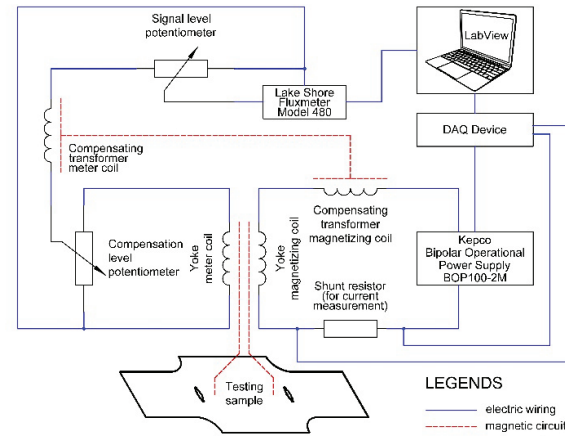 Signal level
potentiometer
LabView
Lake Shore
Fluxmeter
Model 480
DAQ Device
Compensating
transformer
meter coil
Compensating
transformer
magnetizing coil
Compensation
level
potentiometer
Yoke
meter coil
Yoke
magnetizing coil
Kepco
Bipolar Operational
Power Supply
BOP100-2M
Shunt resistor
(for current
measurement)
Testing
sample
LEGENDS
electric wiring
magnetic circuit